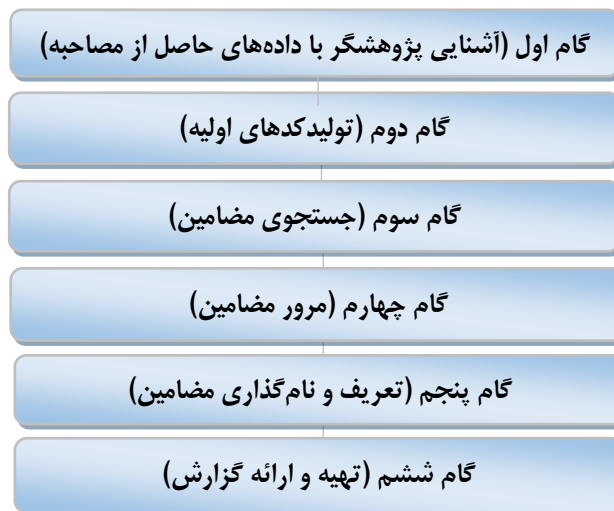 گام اول (آشنایی پژوهشگر با داده‌های حاصل از مصاحبه)
گام دوم (تولیدکدهای اولیه)
گام سوم (جستجوی مضامین)
گام چهارم (مرور مضامین)
گام پنجم (تعریف و نام‌گذاری مضامین)
گام ششم (تهیه و ارائه گزارش)